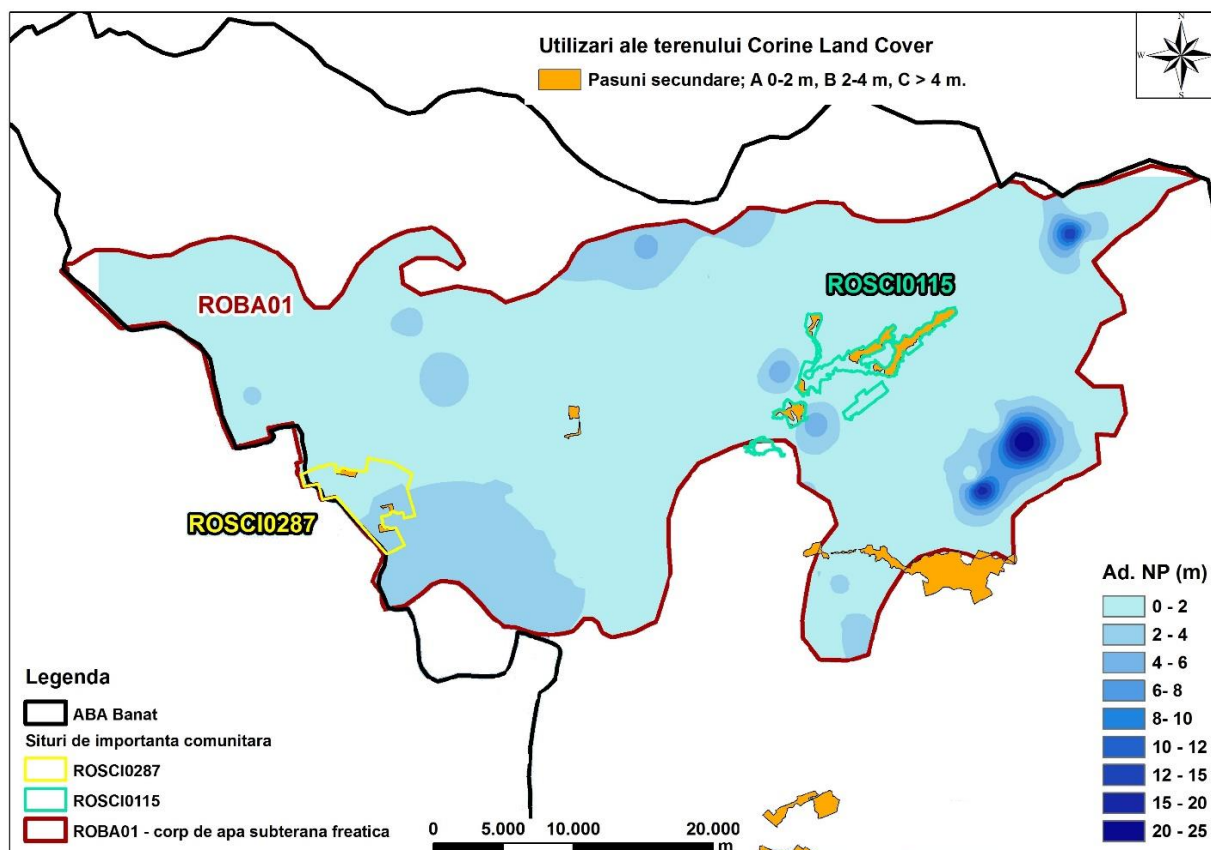 Utilizari ale terenului Corine Land Cover
Pasuni secundare; A 0-2 m, B 2-4 m, C > 4 m.
N
W
E
S
ROBA01
ROSCI0115
ROSCI0287
Ad. NP (m)
0 - 2
2 - 4
4 - 6
6- 8
8- 10
10 - 12
12 - 15
15 - 20
20 - 25
Legenda
ABA Banat
Situri de importanta comunitara
ROSCI0287
ROSCI0115
ROBA01 - corp de apa subterana freatica
0 5.000 10.000 20.000
m